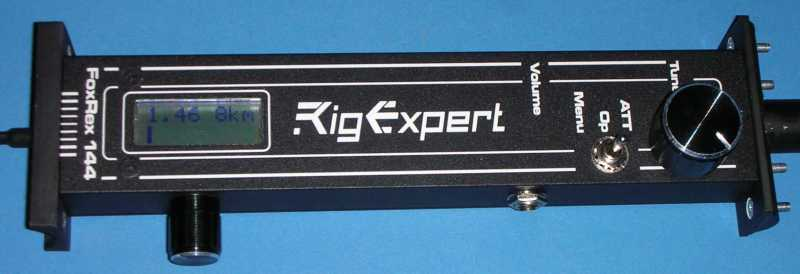 FoxRex 144
1.46 8km
RigExpert
Volume
Menu
Op
ATT
Tun